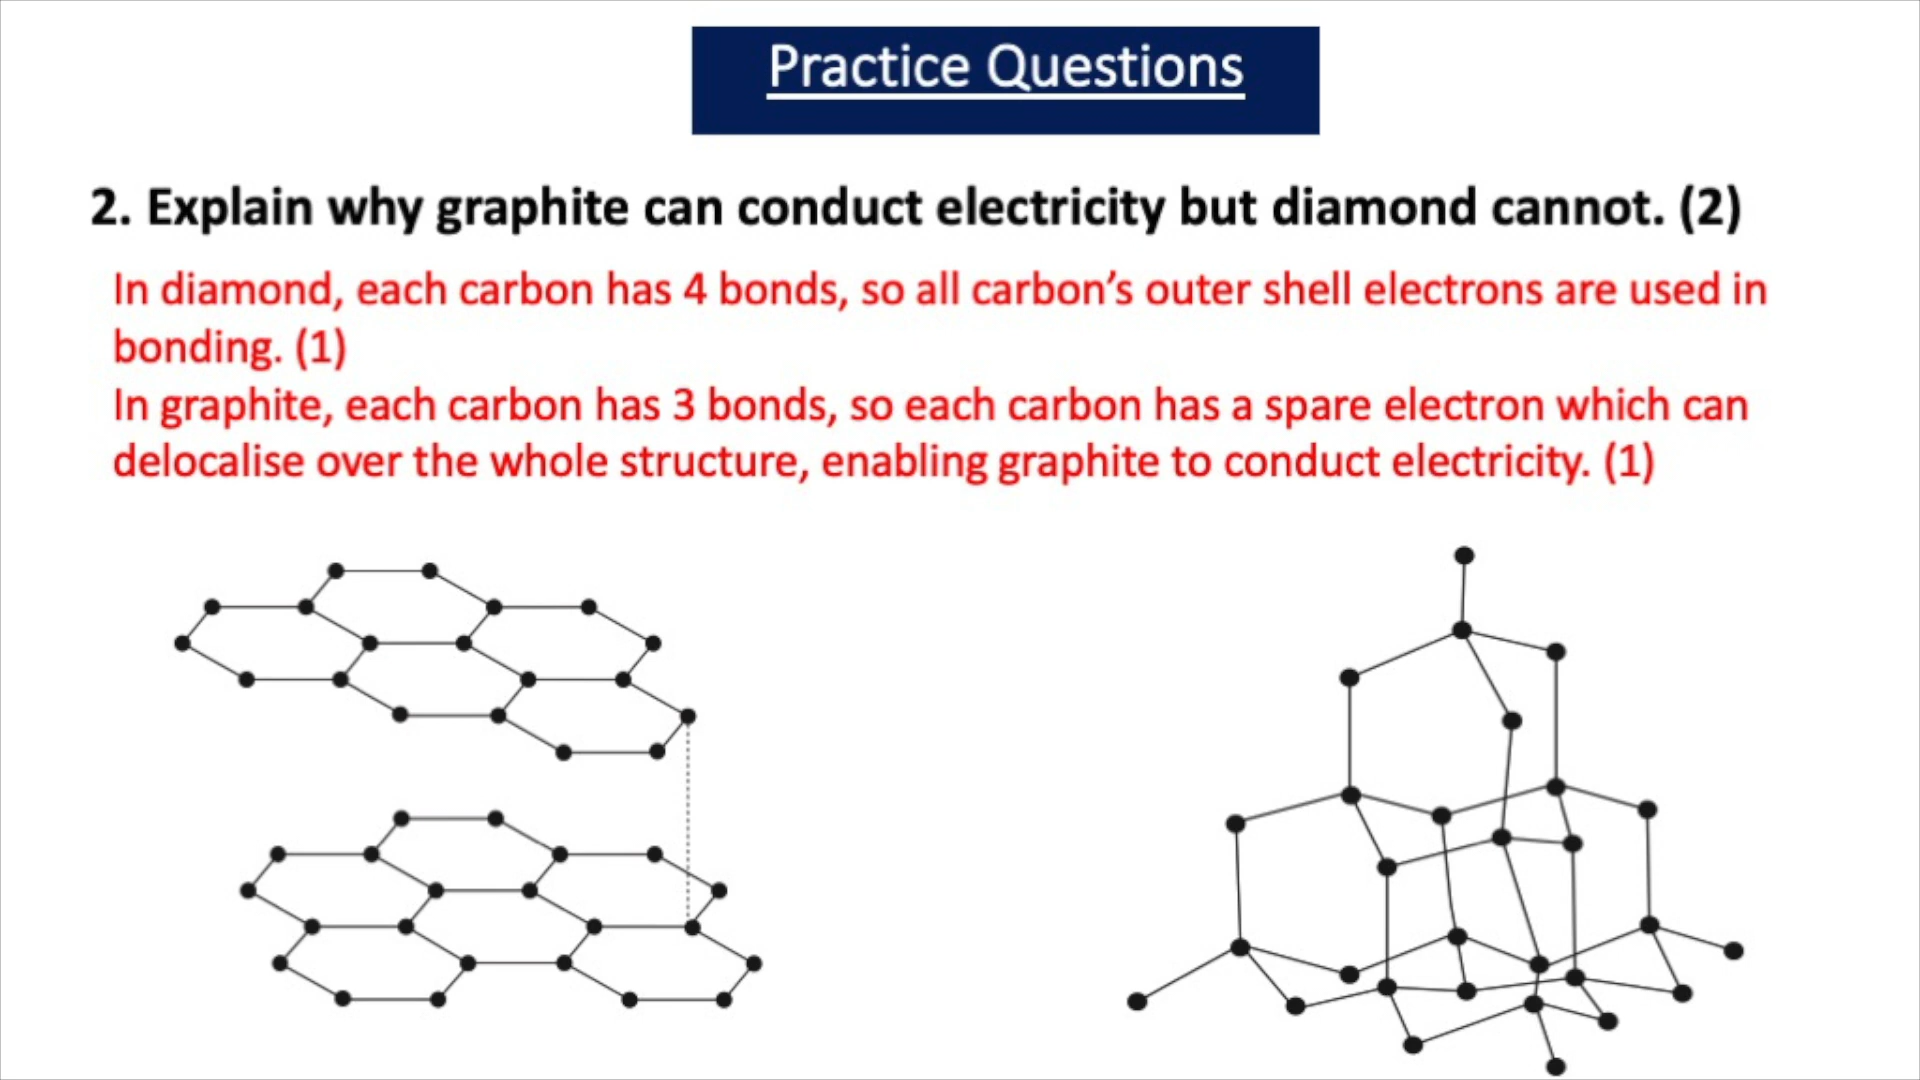 Practice Questions
2. Explain why graphite can conduct electricity but diamond cannot. (2)
In diamond, each carbon has 4 bonds, so all carbon’s outer shell electrons are used in
bonding. (1)
In graphite, each carbon has 3 bonds, so each carbon has a spare electron which can
delocalise over the whole structure, enabling graphite to conduct electricity. (1)